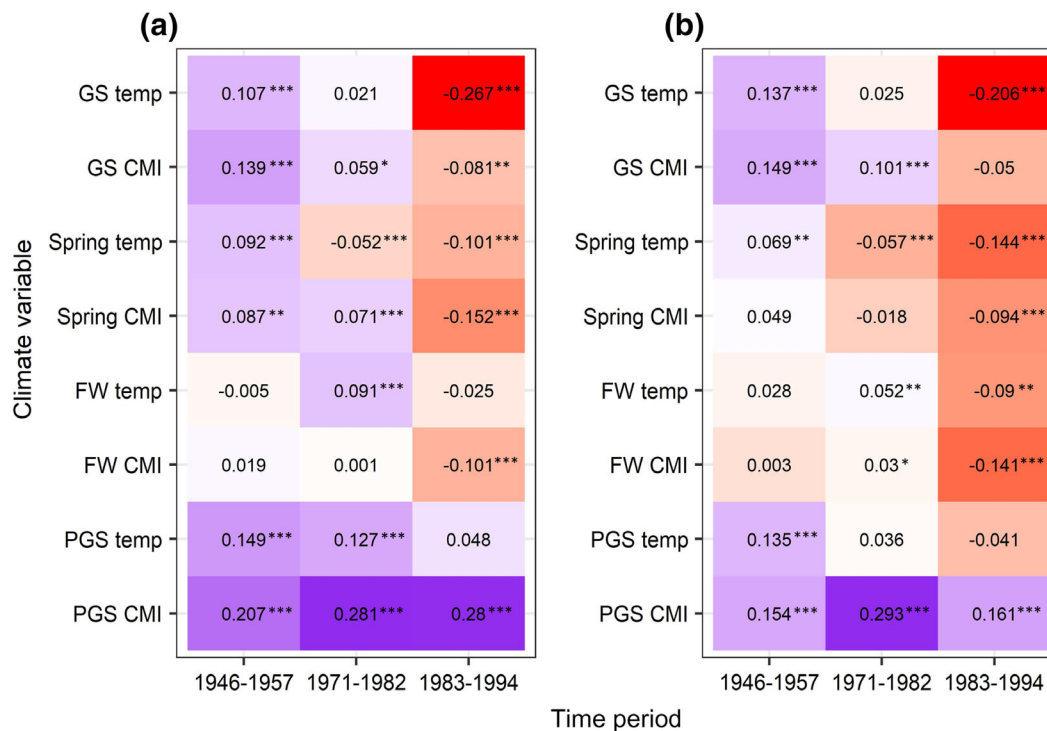 (a) (b)
GS temp 0.107 *** 0.021 -0.267 *** GS temp 0.137 *** 0.025 -0.206 ***
GS CMI 0.139 *** 0.059 * -0.081 ** GS CMI 0.149 *** 0.101 *** -0.05
Spring temp 0.092 *** -0.052 *** -0.101 *** Spring temp 0.069 ** -0.057 *** -0.144 ***
Spring CMI 0.087 ** 0.071 *** -0.152 *** Spring CMI 0.049 -0.018 -0.094 ***
FW temp -0.005 0.091 *** -0.025 FW temp 0.028 0.052 ** -0.09 **
FW CMI 0.019 0.001 -0.101 *** FW CMI 0.003 0.03 * -0.141 ***
PGS temp 0.149 *** 0.127 *** 0.048 PGS temp 0.135 *** 0.036 -0.041
PGS CMI 0.207 *** 0.281 *** 0.28 *** PGS CMI 0.154 *** 0.293 *** 0.161 ***
1946-1957 1971-1982 1983-1994 1946-1957 1971-1982 1983-1994
Climate variable
Time period